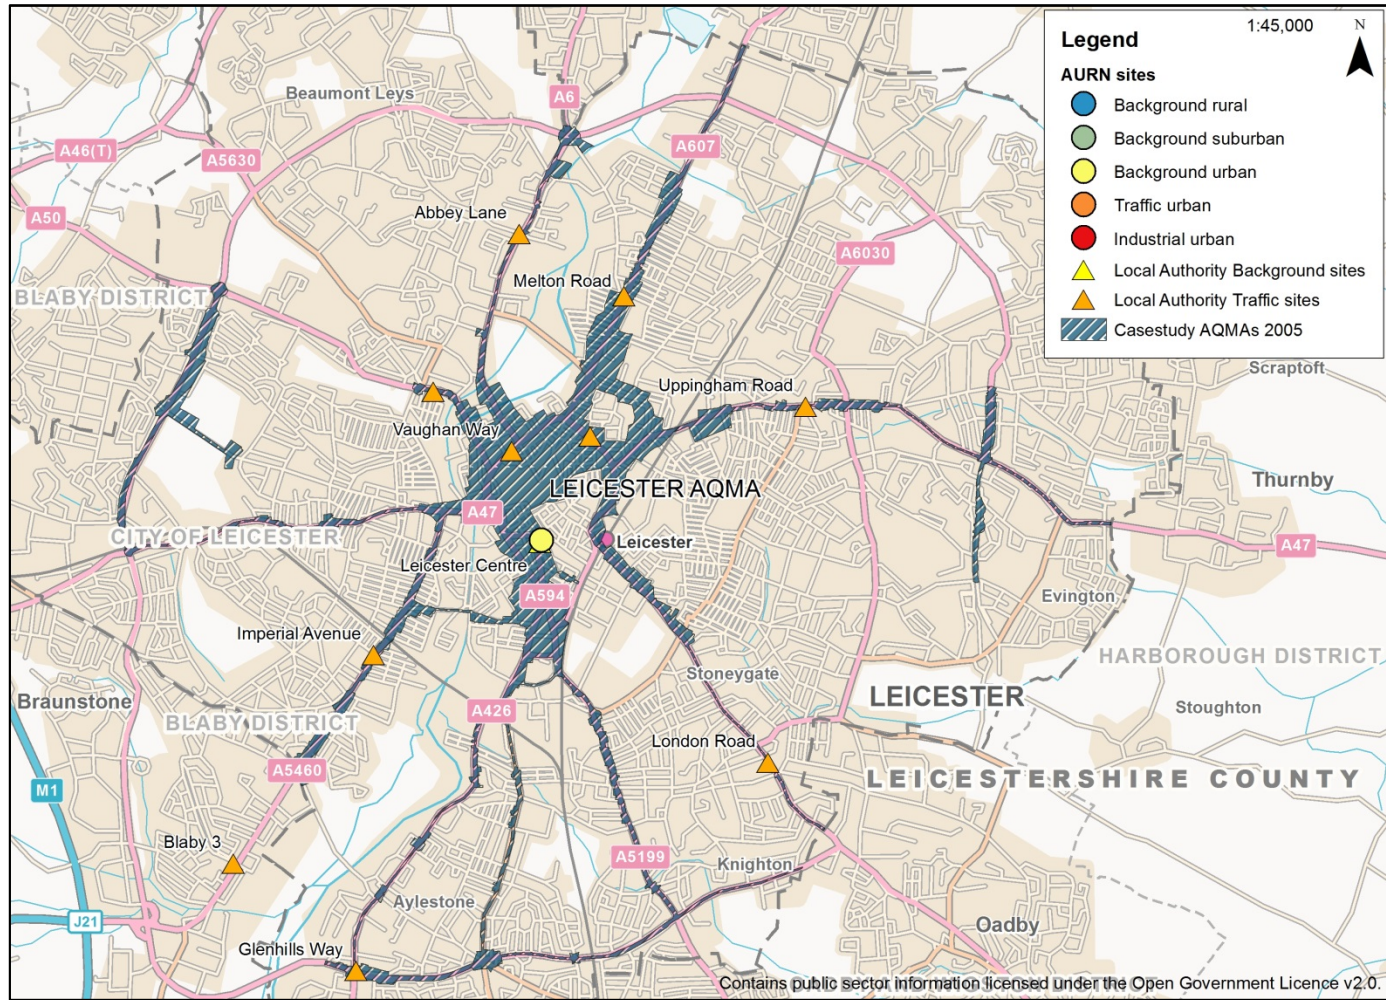 1:45,000
N
Legend
AURN sites
Background rural
Background suburban
Background urban
Traffic urban
Industrial urban
Local Authority Background sites
Local Authority Traffic sites
Casestudy AQMAs 2005
Beaumont Leys
A6
A46(T)
A5630
A607
A50
Abbey Lane
A6030
Melton Road
BLABY DISTRICT
Scraptoft
Uppingham Road
Vaughan Way
Thurnby
LEICESTER AQMA
A47
CITY OF LEICESTER
Leicester
A47
Leicester Centre
A594
Evington
Imperial Avenue
HARBOROUGH DISTRICT
Stoneygate
Braunstone
LEICESTER
Stoughton
BLABY DISTRICT
A426
London Road
A5460
LEICESTERSHIRE COUNTY
M1
Blaby 3
A5199
Knighton
Aylestone
J21
Oadby
Glenhills Way
Contains public sector information licensed under the Open Government Licence v2.0.